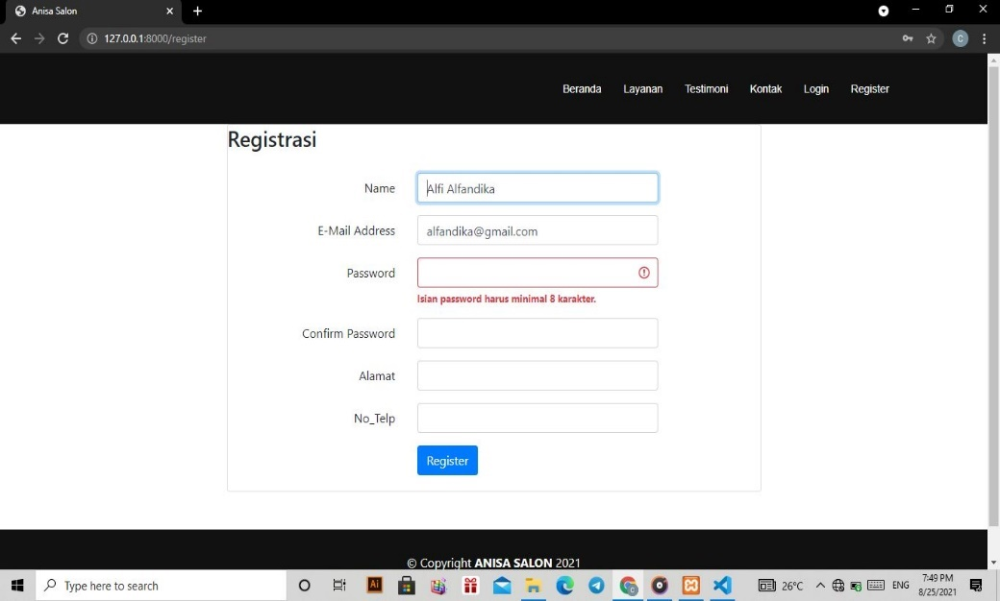 Anisa Salon
127.0.0.1:8000/register
C
Beranda Layanan Testimoni Kontak Login Register
Registrasi
Name Alfi Alfandika
E-Mail Address alfandika@gmail.com
Password
Isian password harus minimal 8 karakter.
Confirm Password
Alamat
No_Telp
Register
© Copyright ANISA SALON 2021
Type here to search
Ai
26°C
ENG
7:49 PM
8/25/2021